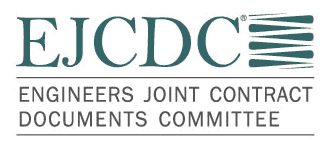 EJCDC®
ENGINEERS JOINT CONTRACT
DOCUMENTS COMMITTEE